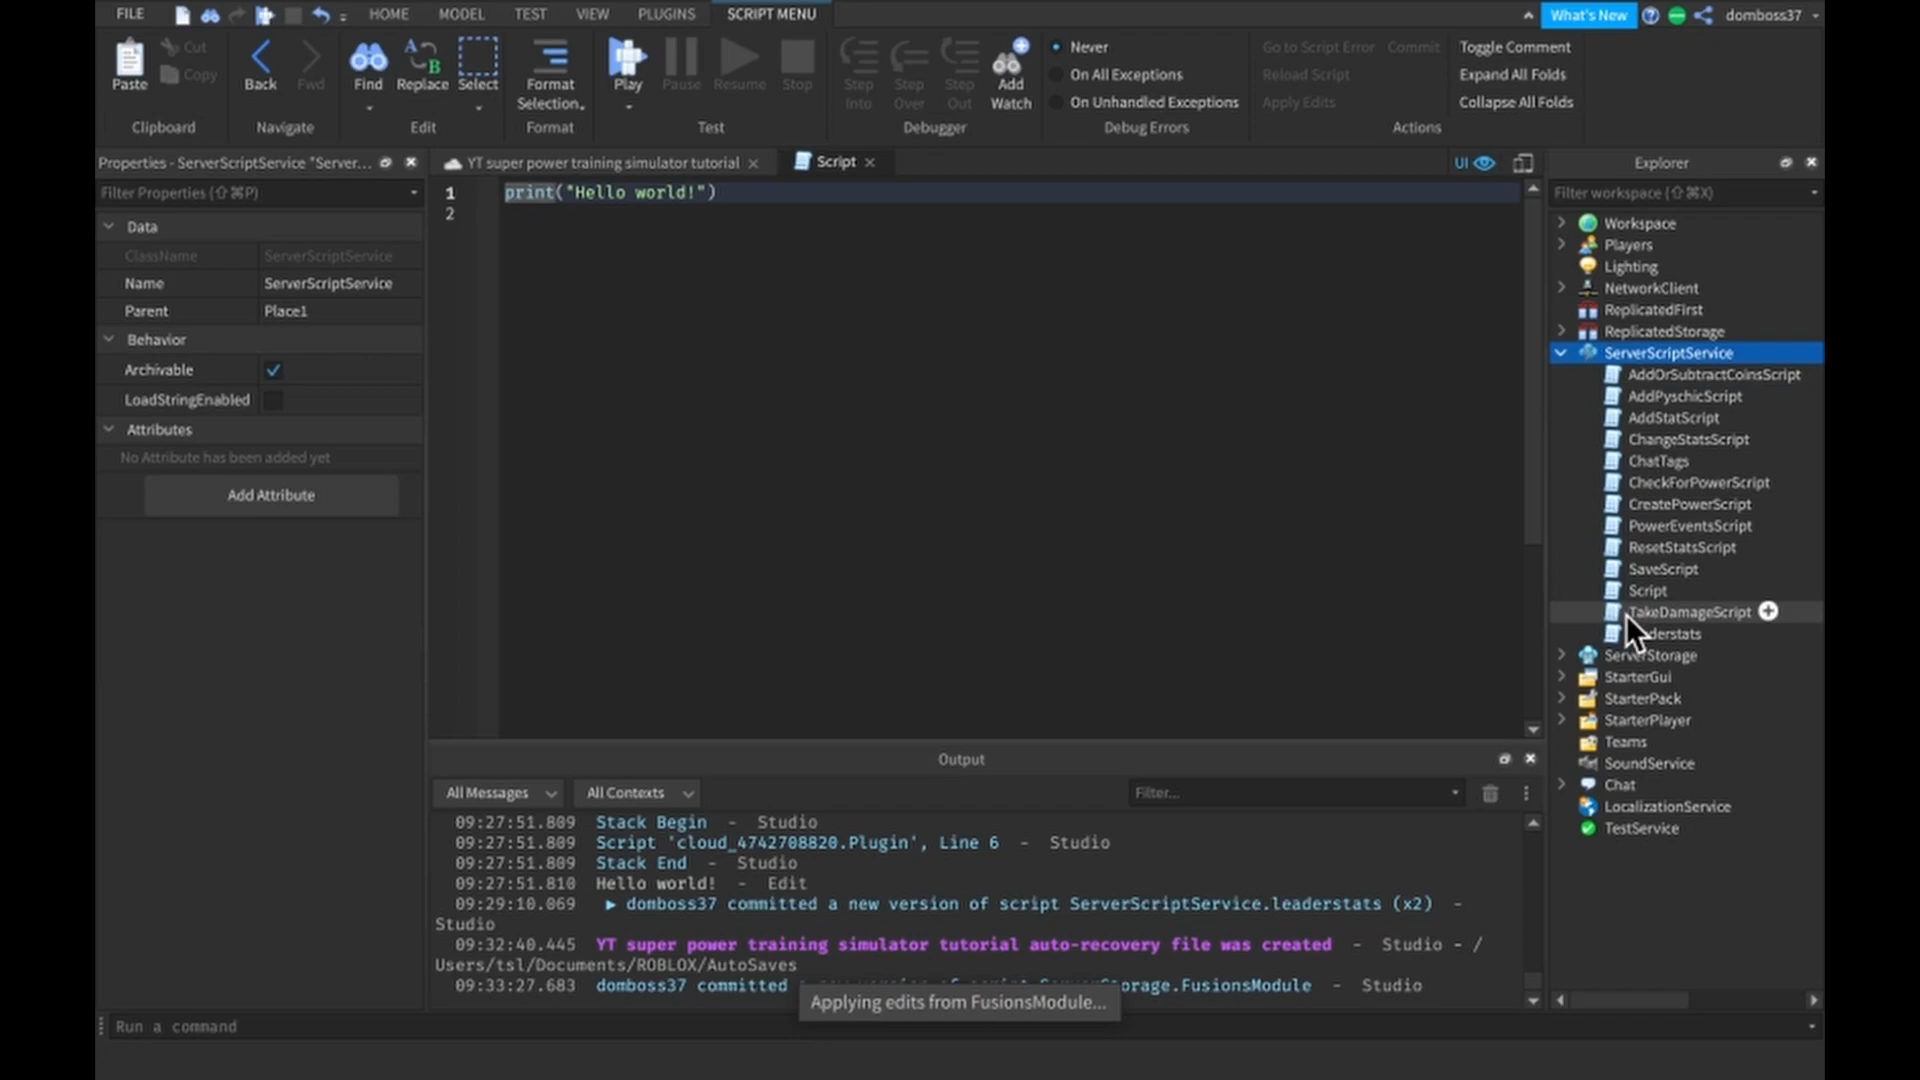 FILE
HOME
MODEL
TEST
VIEW
PLUGINS
SCRIPT MENU
What's New
domboss37
Paste
Cut
Copy
Clipboard
Back
Fwd
Navigate
Find
Replace
Select
Edit
Format
Selection
Format
Play
Pause
Resume
Stop
Test
Step
Into
Step
Over
Step
Out
Add
Watch
Debugger
Never
On All Exceptions
On Unhandled Exceptions
Debug Errors
Go to Script Error
Reload Script
Apply Edits
Commit
Toggle Comment
Expand All Folds
Collapse All Folds
Actions
Properties - ServerScriptService "Server...
Filter Properties (⇧⌘P)
Data
ClassName ServerScriptService
Name ServerScriptService
Parent Place1
Behavior
Archivable
LoadStringEnabled
Attributes
No Attribute has been added yet
Add Attribute
YT super power training simulator tutorial
Script
UI
1 print("Hello world!")
2
Output
All Messages
All Contexts
Filter...
09:27:51.809 Stack Begin - Studio
09:27:51.809 Script 'cloud_4742708820.Plugin', Line 6 - Studio
09:27:51.809 Stack End - Studio
09:27:51.810 Hello world! - Edit
09:29:10.069 ▶ domboss37 committed a new version of script ServerScriptService.leaderstats (x2) -
Studio
09:32:40.445 YT super power training simulator tutorial auto-recovery file was created - Studio - /
Users/tsl/Documents/ROBLOX/AutoSaves
09:33:27.683 domboss37 committed a new version of script ServerStorage.FusionsModule - Studio
Applying edits from FusionsModule...
Run a command
Explorer
Filter workspace (⇧⌘X)
Workspace
Players
Lighting
NetworkClient
ReplicatedFirst
ReplicatedStorage
ServerScriptService
AddOrSubtractCoinsScript
AddPyschicScript
AddStatScript
ChangeStatsScript
ChatTags
CheckForPowerScript
CreatePowerScript
PowerEventsScript
ResetStatsScript
SaveScript
Script
TakeDamageScript
leaderstats
ServerStorage
StarterGui
StarterPack
StarterPlayer
Teams
SoundService
Chat
LocalizationService
TestService